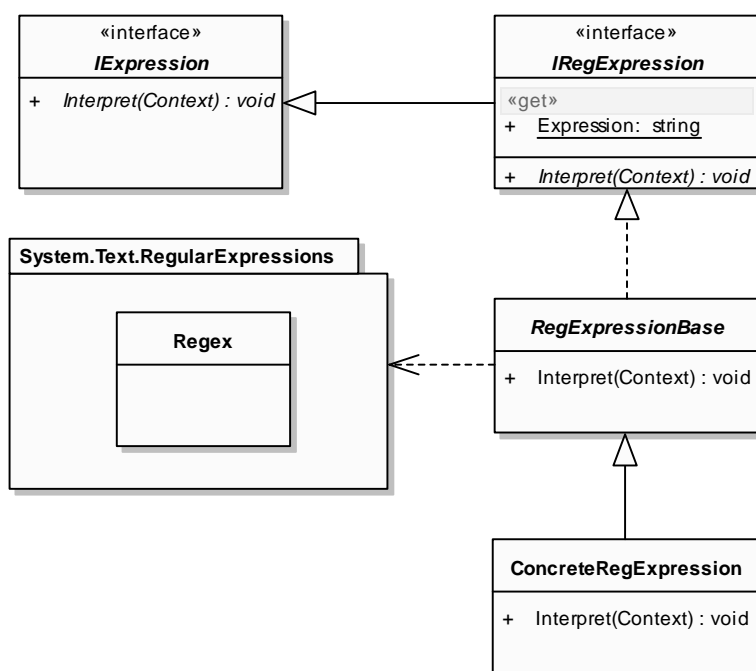 «interface»
IExpression
+ Interpret(Context) : void
«interface»
IRegExpression
«get»
+ Expression: string
+ Interpret(Context) : void
System.Text.RegularExpressions
Regex
RegExpressionBase
+ Interpret(Context) : void
ConcreteRegExpression
+ Interpret(Context) : void